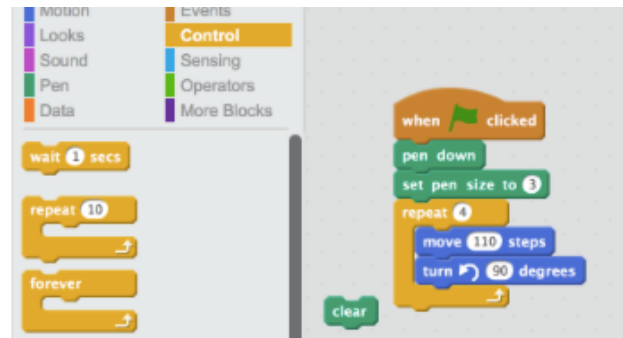 Motion Events
Looks Control
Sound Sensing
Pen Operators
Data More Blocks
wait 1 secs
repeat 10
forever
when clicked
pen down
set pen size to 3
repeat 4
move 110 steps
turn 90 degrees
clear